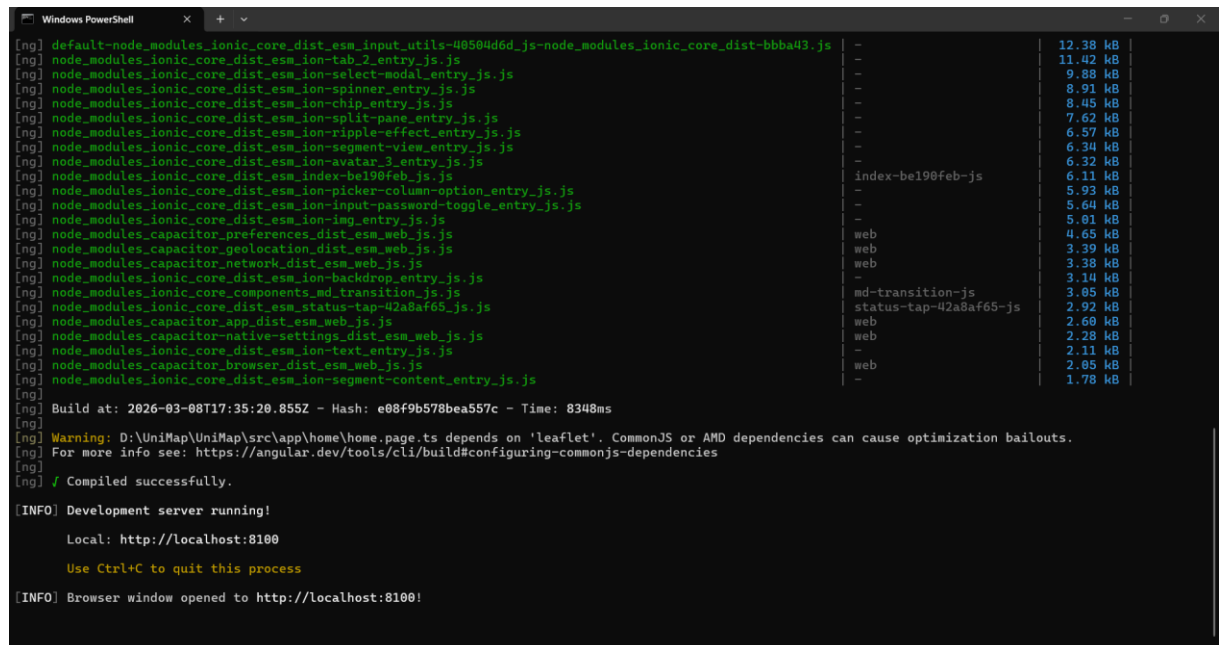 Windows PowerShell
[ng] default-node_modules_ionic_core_dist_esm_input_utils-40504d6d_js-node_modules_ionic_core_dist-bbba43.js | - | 12.38 kB |
[ng] node_modules_ionic_core_dist_esm_ion-tab_2_entry_js.js | - | 11.42 kB |
[ng] node_modules_ionic_core_dist_esm_ion-select-modal_entry_js.js | - | 9.88 kB |
[ng] node_modules_ionic_core_dist_esm_ion-spinner_entry_js.js | - | 8.91 kB |
[ng] node_modules_ionic_core_dist_esm_ion-chip_entry_js.js | - | 8.45 kB |
[ng] node_modules_ionic_core_dist_esm_ion-split-pane_entry_js.js | - | 7.62 kB |
[ng] node_modules_ionic_core_dist_esm_ion-ripple-effect_entry_js.js | - | 6.57 kB |
[ng] node_modules_ionic_core_dist_esm_ion-segment-view_entry_js.js | - | 6.34 kB |
[ng] node_modules_ionic_core_dist_esm_ion-avatar_3_entry_js.js | - | 6.32 kB |
[ng] node_modules_ionic_core_dist_esm_index-be190feb_js.js | index-be190feb-js | 6.11 kB |
[ng] node_modules_ionic_core_dist_esm_ion-picker-column-option_entry_js.js | - | 5.93 kB |
[ng] node_modules_ionic_core_dist_esm_ion-input-password-toggle_entry_js.js | - | 5.64 kB |
[ng] node_modules_ionic_core_dist_esm_ion-img_entry_js.js | - | 5.01 kB |
[ng] node_modules_capacitor_preferences_dist_esm_web_js.js | web | 4.65 kB |
[ng] node_modules_capacitor_geolocation_dist_esm_web_js.js | web | 3.39 kB |
[ng] node_modules_capacitor_network_dist_esm_web_js.js | web | 3.38 kB |
[ng] node_modules_ionic_core_dist_esm_ion-backdrop_entry_js.js | - | 3.14 kB |
[ng] node_modules_ionic_core_components_md_transition_js.js | md-transition-js | 3.05 kB |
[ng] node_modules_ionic_core_dist_esm_status-tap-42a8af65_js.js | status-tap-42a8af65-js | 2.92 kB |
[ng] node_modules_capacitor_app_dist_esm_web_js.js | web | 2.60 kB |
[ng] node_modules_capacitor-native-settings_dist_esm_web_js.js | web | 2.28 kB |
[ng] node_modules_ionic_core_dist_esm_ion-text_entry_js.js | - | 2.11 kB |
[ng] node_modules_capacitor_browser_dist_esm_web_js.js | web | 2.05 kB |
[ng] node_modules_ionic_core_dist_esm_ion-segment-content_entry_js.js | - | 1.78 kB |
[ng]
[ng] Build at: 2026-03-08T17:35:20.855Z - Hash: e08f9b578bea557c - Time: 8348ms
[ng]
[ng] Warning: D:\UniMap\UniMap\src\app\home\home.page.ts depends on 'leaflet'. CommonJS or AMD dependencies can cause optimization bailouts.
[ng] For more info see: https://angular.dev/tools/cli/build#configuring-commonjs-dependencies
[ng]
[ng] √ Compiled successfully.
[INFO] Development server running!
Local: http://localhost:8100
Use Ctrl+C to quit this process
[INFO] Browser window opened to http://localhost:8100!